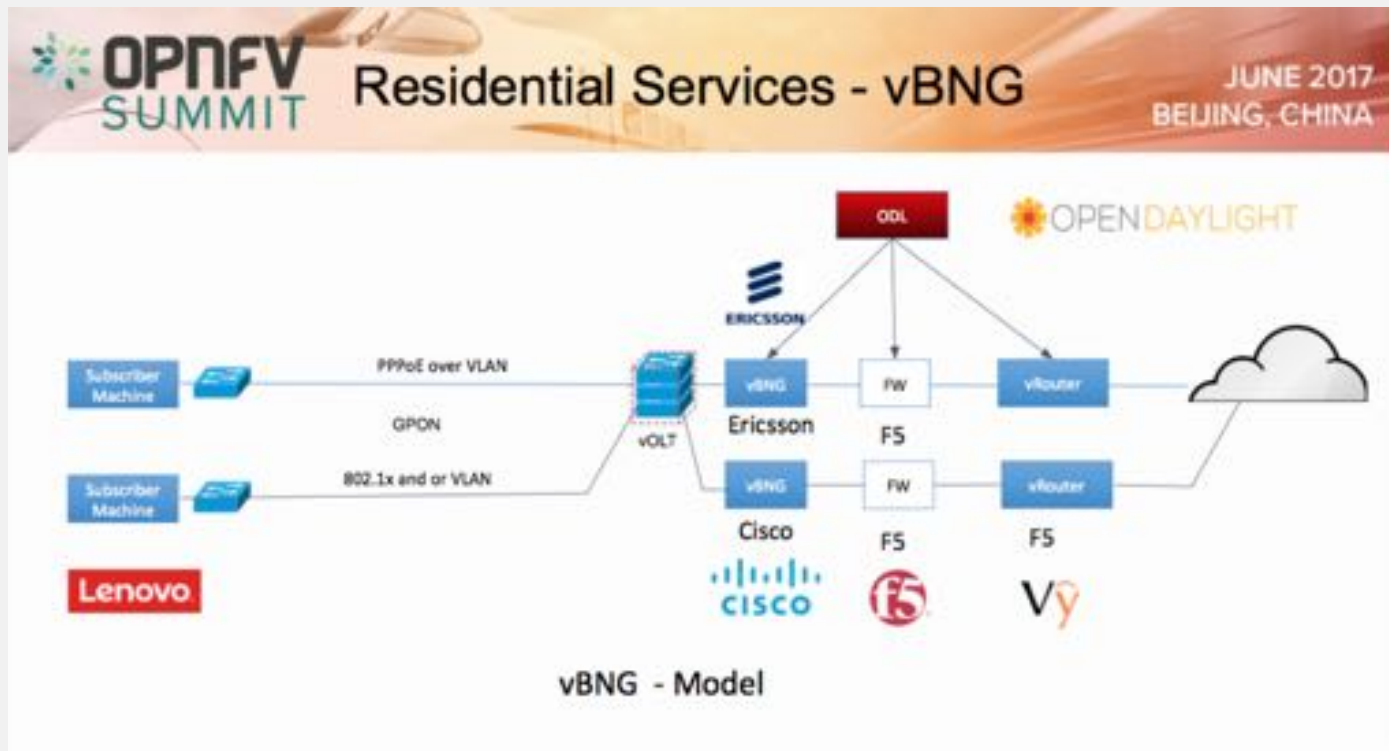 OPNFV
SUMMIT
Residential Services - vBNG
JUNE 2017
BEIJING, CHINA
ODL
OPENDAYLIGHT
ERICSSON
Subscriber
Machine
PPPoE over VLAN
vBNG
FW
vRouter
GPON
vOLT
Ericsson
F5
Subscriber
Machine
802.1x and or VLAN
vBNG
FW
vRouter
Cisco
F5
F5
Lenovo
CISCO
f5
Vy
vBNG - Model